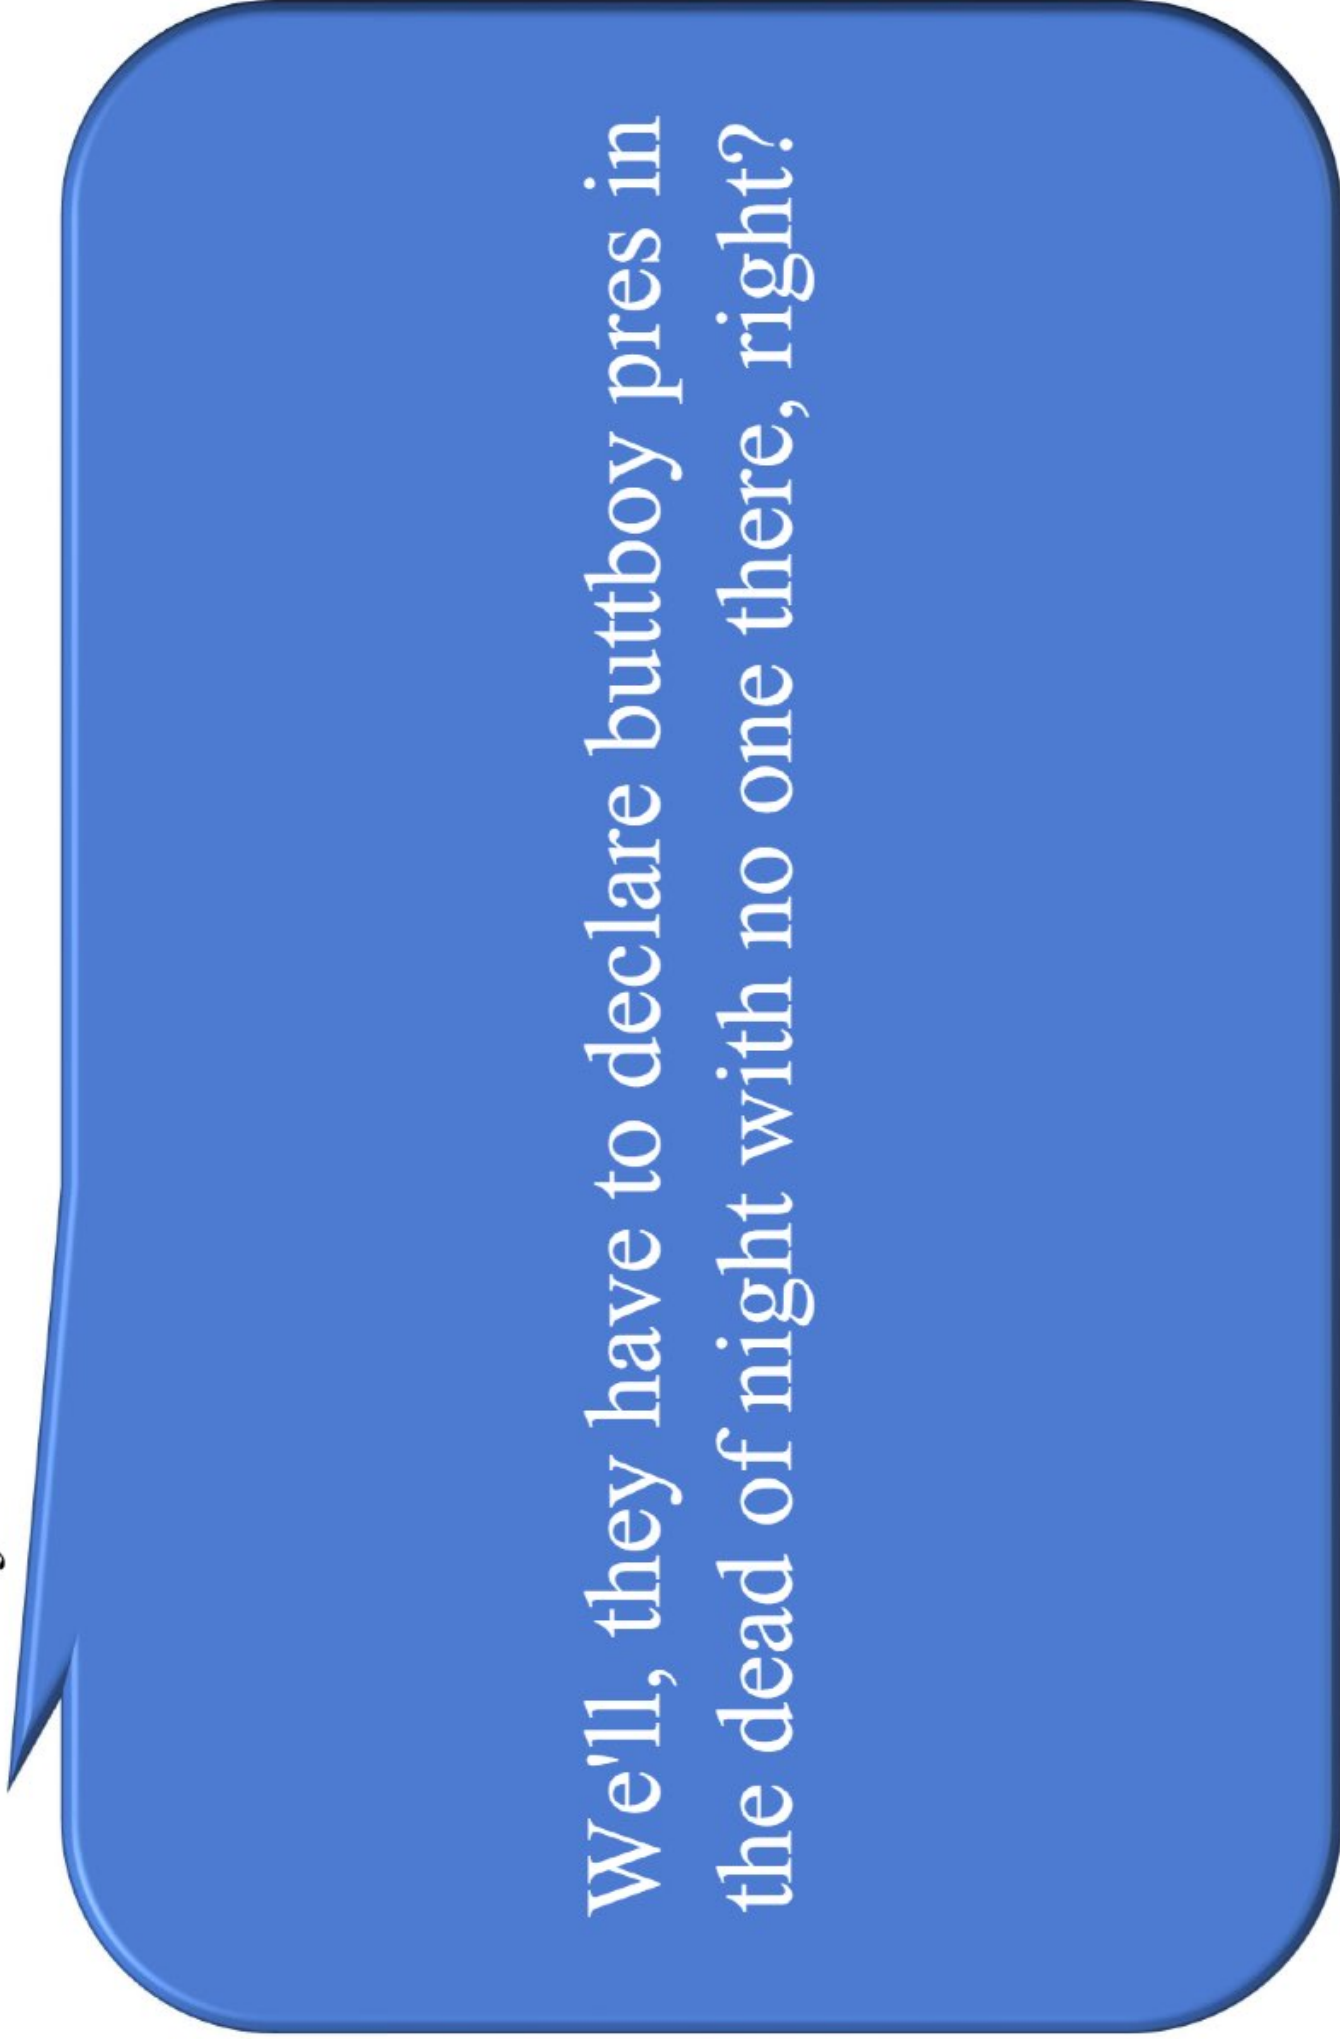 We'll, they have to declare buttboy pres in
the dead of night with no one there, right?